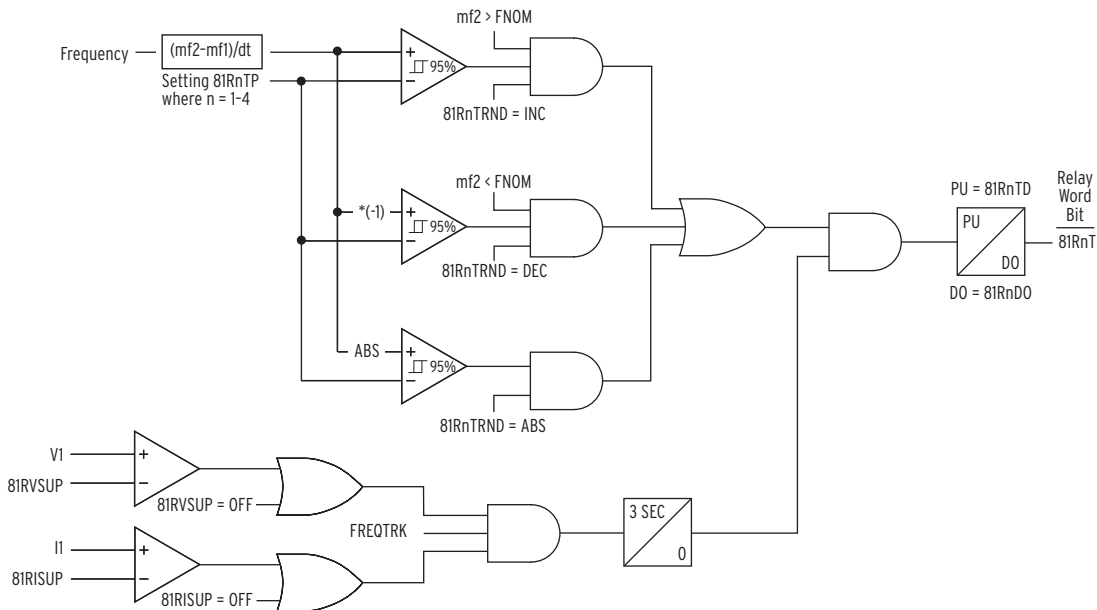 mf2 > FNOM
Frequency
(mf2-mf1)/dt
+
95%
Setting 81RnTP
where n = 1-4
−
81RnTRND = INC
mf2 < FNOM
*(-1)
+
95%
−
81RnTRND = DEC
PU = 81RnTD
Relay
Word
Bit
PU
DO
81RnT
DO = 81RnDO
ABS
+
95%
−
81RnTRND = ABS
V1
+
81RVSUP
−
81RVSUP = OFF
FREQTRK
3 SEC
0
I1
+
81RISUP
−
81RISUP = OFF